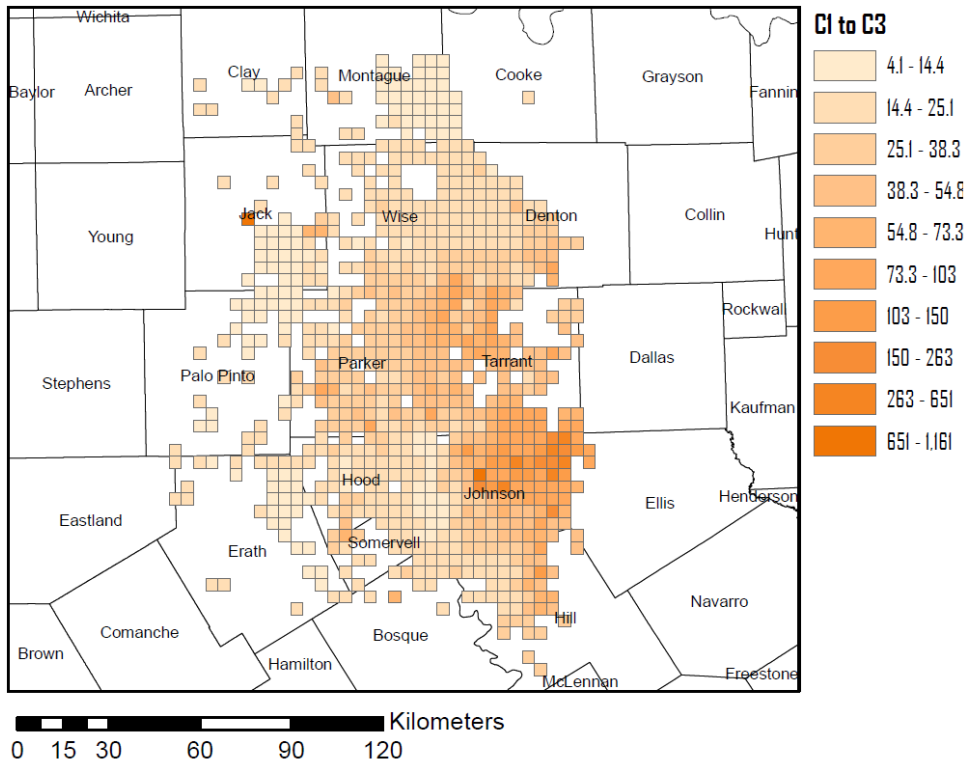 Wichita
Clay
Montague
Cooke
Grayson
Baylor
Archer
Fannin
Jack
Wise
Denton
Collin
Young
Hunt
Rockwall
Parker
Tarrant
Dallas
Stephens
Palo Pinto
Kaufman
Hood
Johnson
Ellis
Henderson
Eastland
Erath
Somervell
Navarro
Hill
Comanche
Bosque
Brown
Hamilton
McLennan
Freestone
C1 to C3
4.1 - 14.4
14.4 - 25.1
25.1 - 38.3
38.3 - 54.8
54.8 - 73.3
73.3 - 103
103 - 150
150 - 263
263 - 651
651 - 1,161
Kilometers
0 15 30 60 90 120